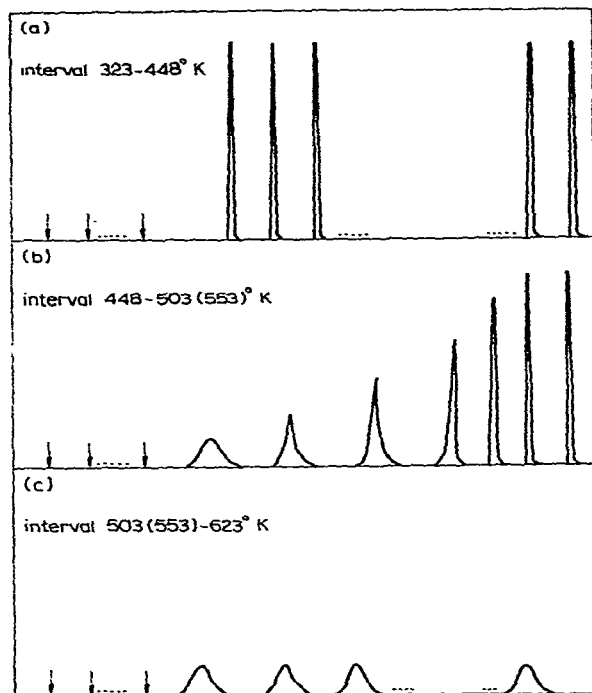 (a)
interval 323-448° K
(b)
interval 448-503(553)° K
(c)
interval 503(553)-623° K